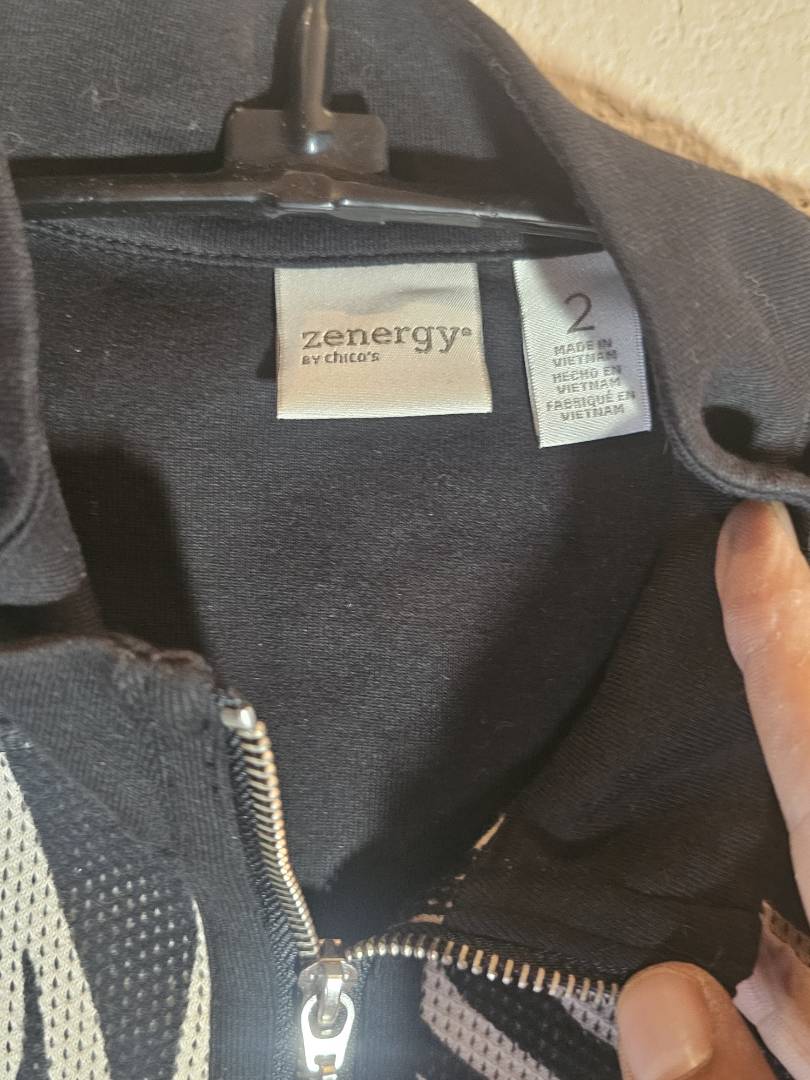 zenergy®
BY chico's
2
MADE IN
VIETNAM
HECHO EN
VIETNAM
FABRIQUÉ EN
VIETNAM